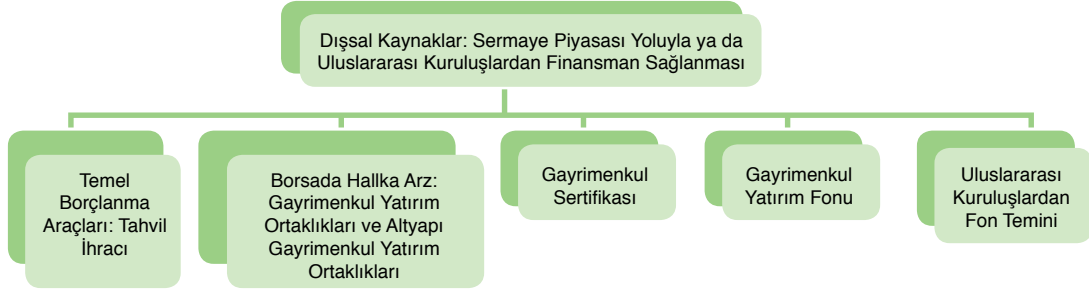 Dışsal Kaynaklar: Sermaye Piyasası Yoluyla ya da
Uluslararası Kuruluşlardan Finansman Sağlanması
Temel
Borçlanma
Araçları: Tahvil
İhracı
Borsada Hallka Arz:
Gayrimenkul Yatırım
Ortaklıkları ve Altyapı
Gayrimenkul Yatırım
Ortaklıkları
Gayrimenkul
Sertifikası
Gayrimenkul
Yatırım Fonu
Uluslararası
Kuruluşlardan
Fon Temini